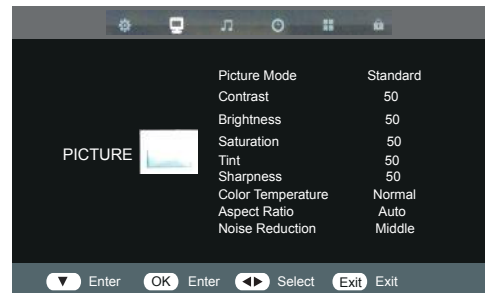 Picture Mode Standard
Contrast 50
Brightness 50
Saturation 50
PICTURE
Tint 50
Sharpness 50
Color Temperature Normal
Aspect Ratio Auto
Noise Reduction Middle
Enter OK Enter Select Exit Exit